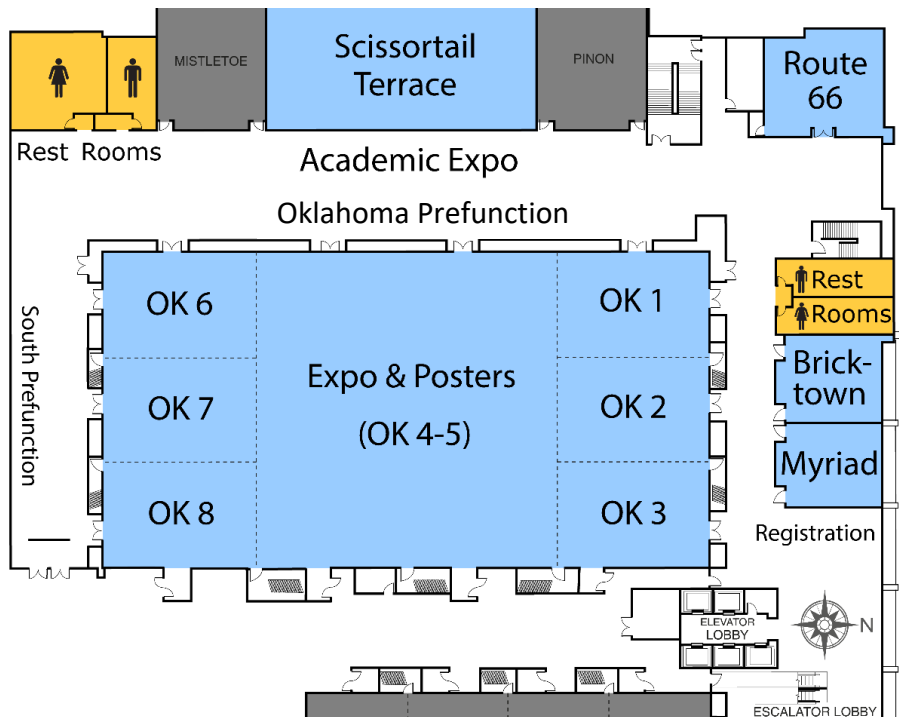 MISTLETOE
Scissortail
Terrace
PINON
Route
66
Rest Rooms
Academic Expo
Oklahoma Prefunction
South Prefunction
OK 6
OK 1
Rest
Rooms
Expo & Posters
(OK 4-5)
OK 7
OK 2
Brick-
town
Myriad
OK 8
OK 3
Registration
ELEVATOR
LOBBY
N
ESCALATOR LOBBY